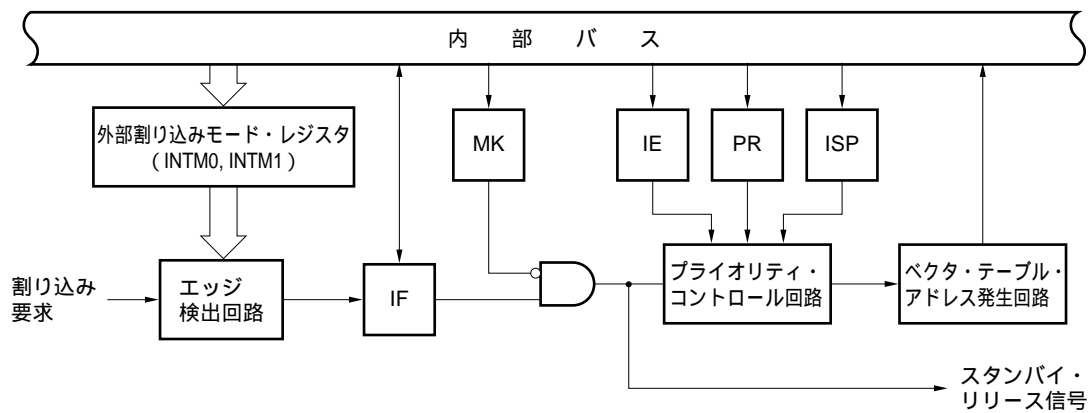 内 部 バ ス
外部割り込みモード・レジスタ
（INTM0, INTM1）
MK
IE
PR
ISP
割り込み
要求
エッジ
検出回路
IF
プライオリティ・
コントロール回路
ベクタ・テーブル・
アドレス発生回路
スタンバイ・
リリース信号